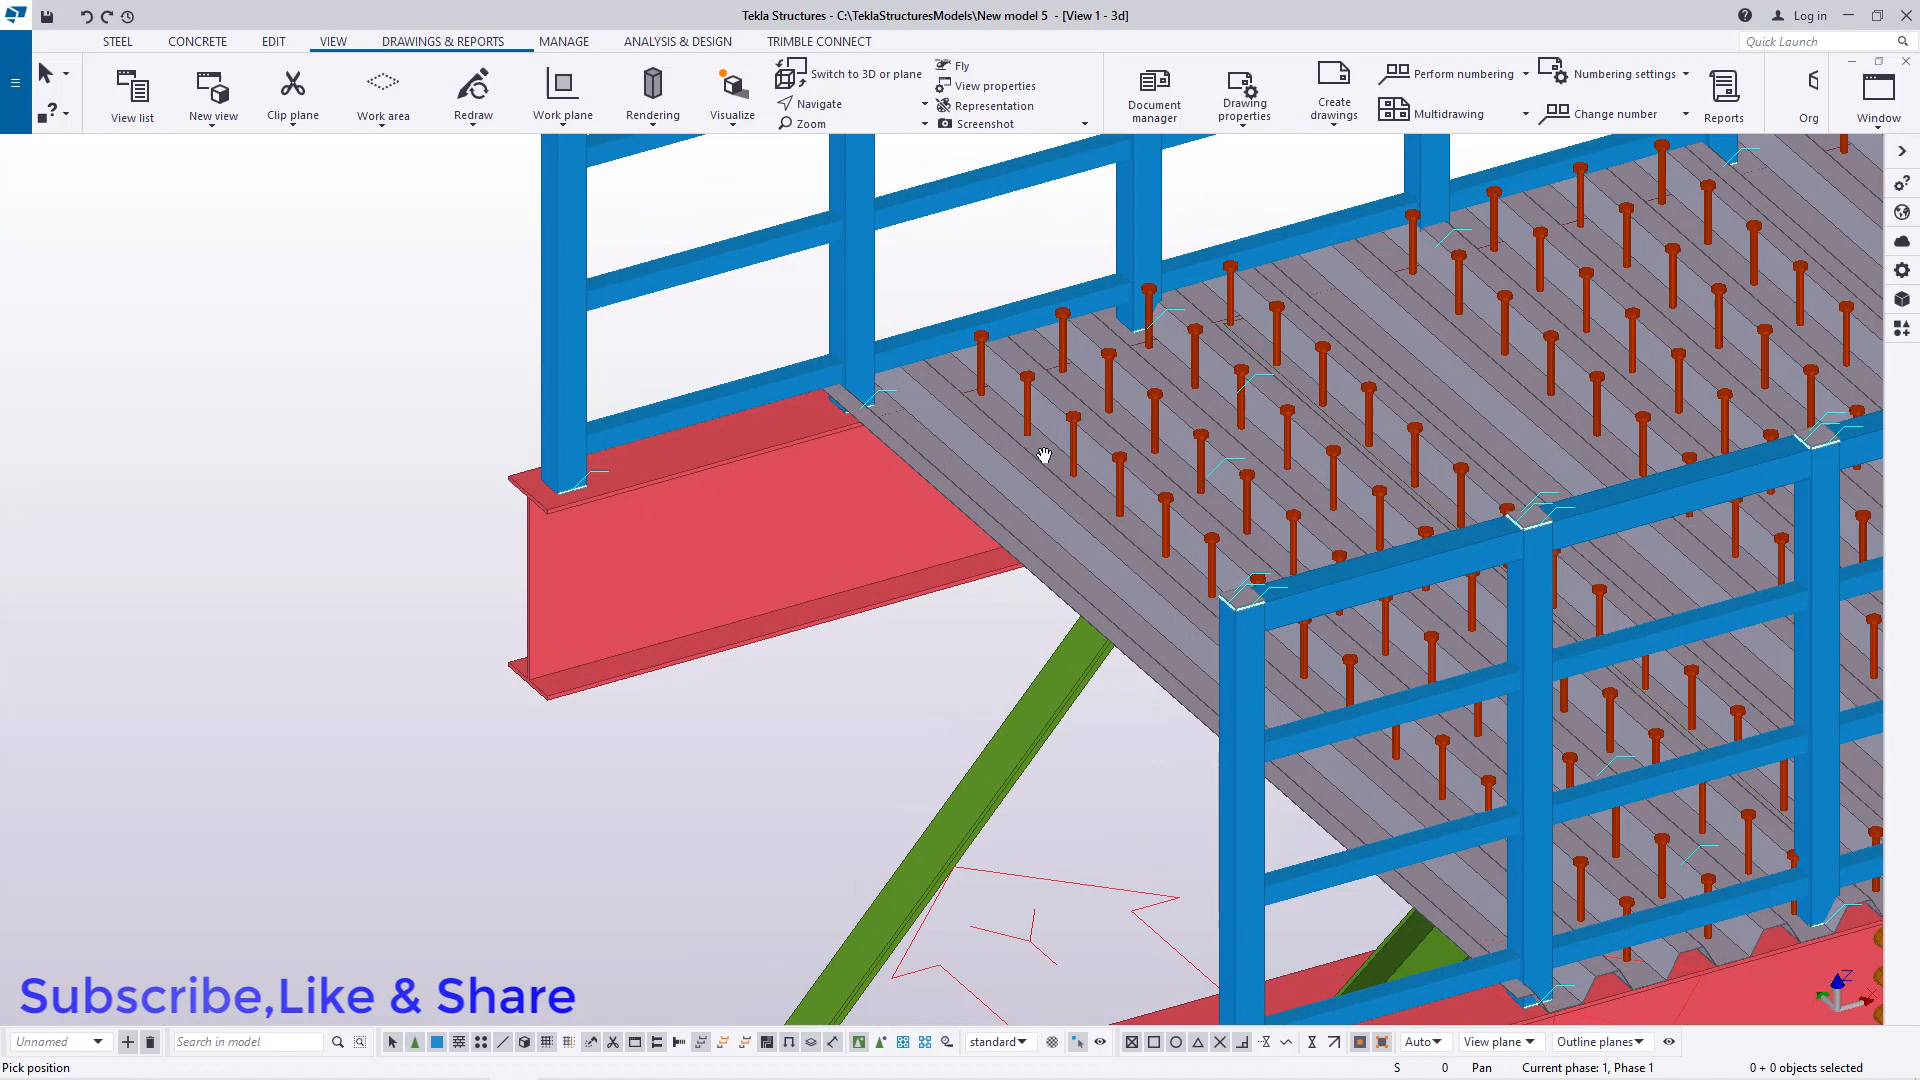 Tekla Structures - C:\TeklaStructuresModels\New model 5 - [View 1 - 3d]
Log in
STEEL CONCRETE EDIT VIEW DRAWINGS & REPORTS MANAGE ANALYSIS & DESIGN TRIMBLE CONNECT
Quick Launch
View list
New view
Clip plane
Work area
Redraw
Work plane
Rendering
Visualize
Switch to 3D or plane
Navigate
Zoom
Fly
View properties
Representation
Screenshot
Document manager
Drawing properties
Create drawings
Perform numbering
Multidrawing
Numbering settings
Change number
Reports
Org
Window
Z
X
Subscribe,Like & Share
Unnamed
Search in model
standard
Auto
View plane
Outline planes
Pick position
S 0 Pan Current phase: 1, Phase 1 0 + 0 objects selected